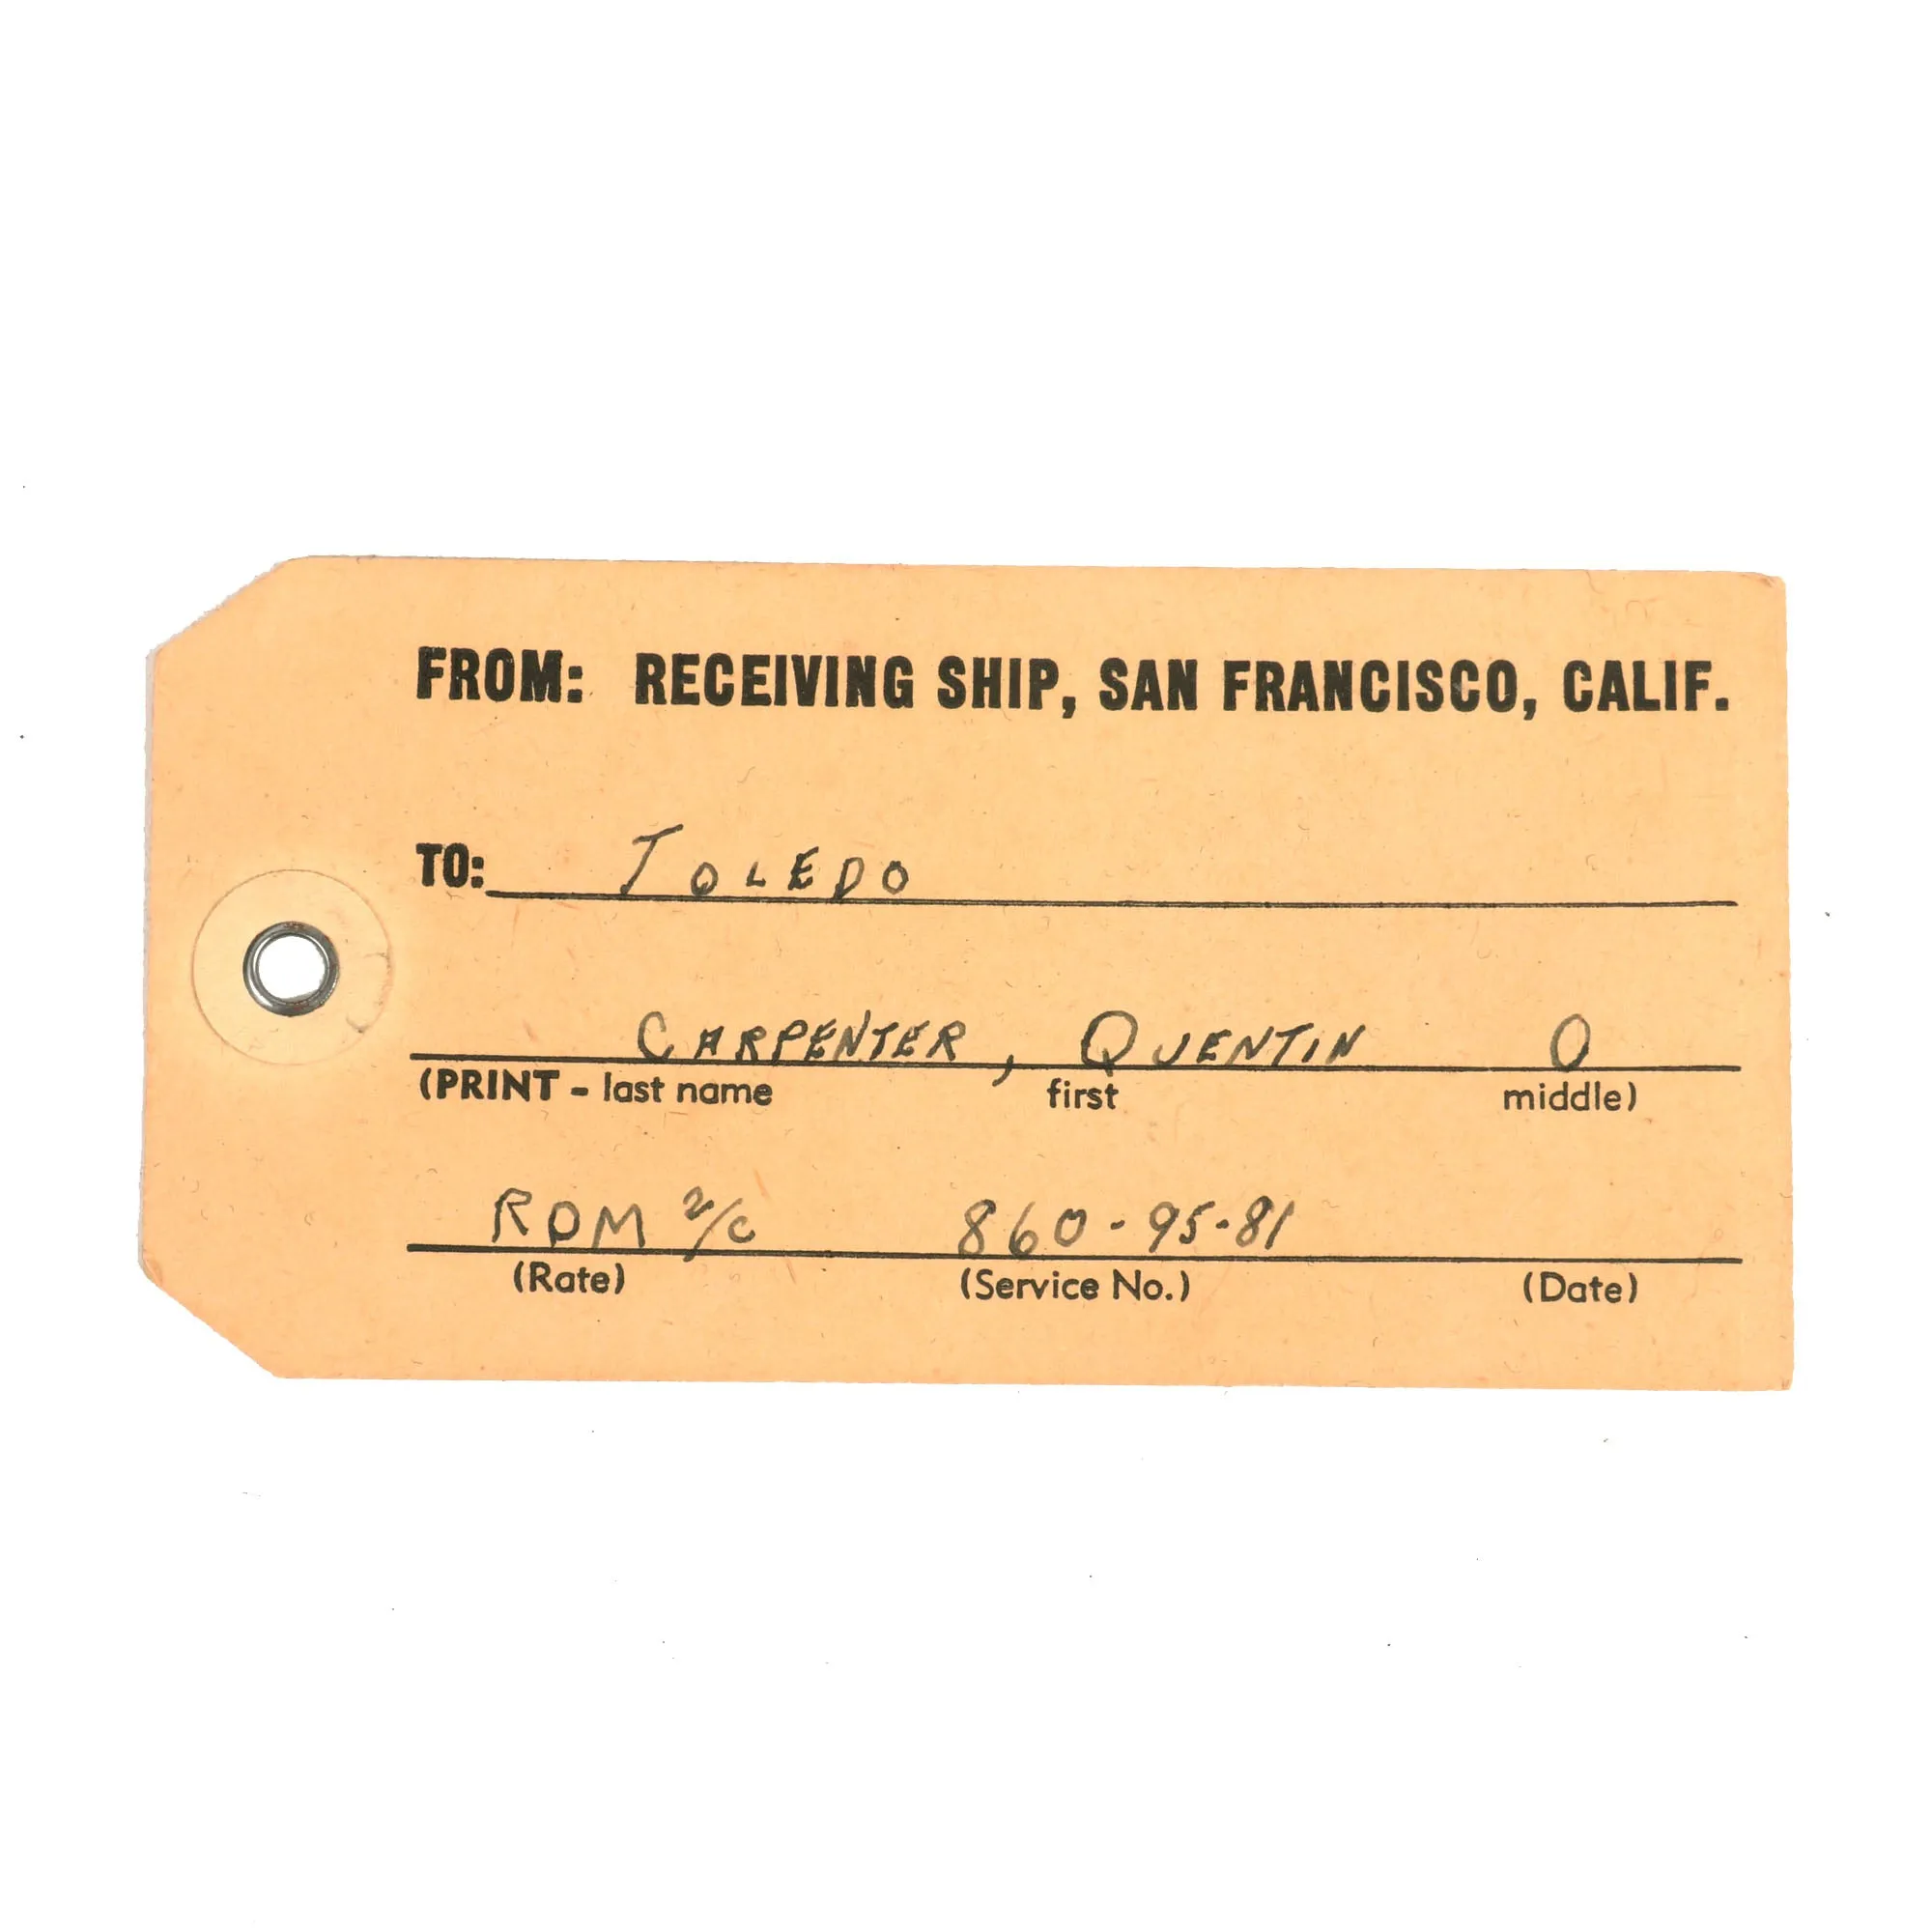 FROM: RECEIVING SHIP, SAN FRANCISCO, CALIF.
TO: TOLEDO
CARPENTER, QUENTIN O
(PRINT - last name first middle)
RDM 2/C 860-95-81
(Rate) (Service No.) (Date)